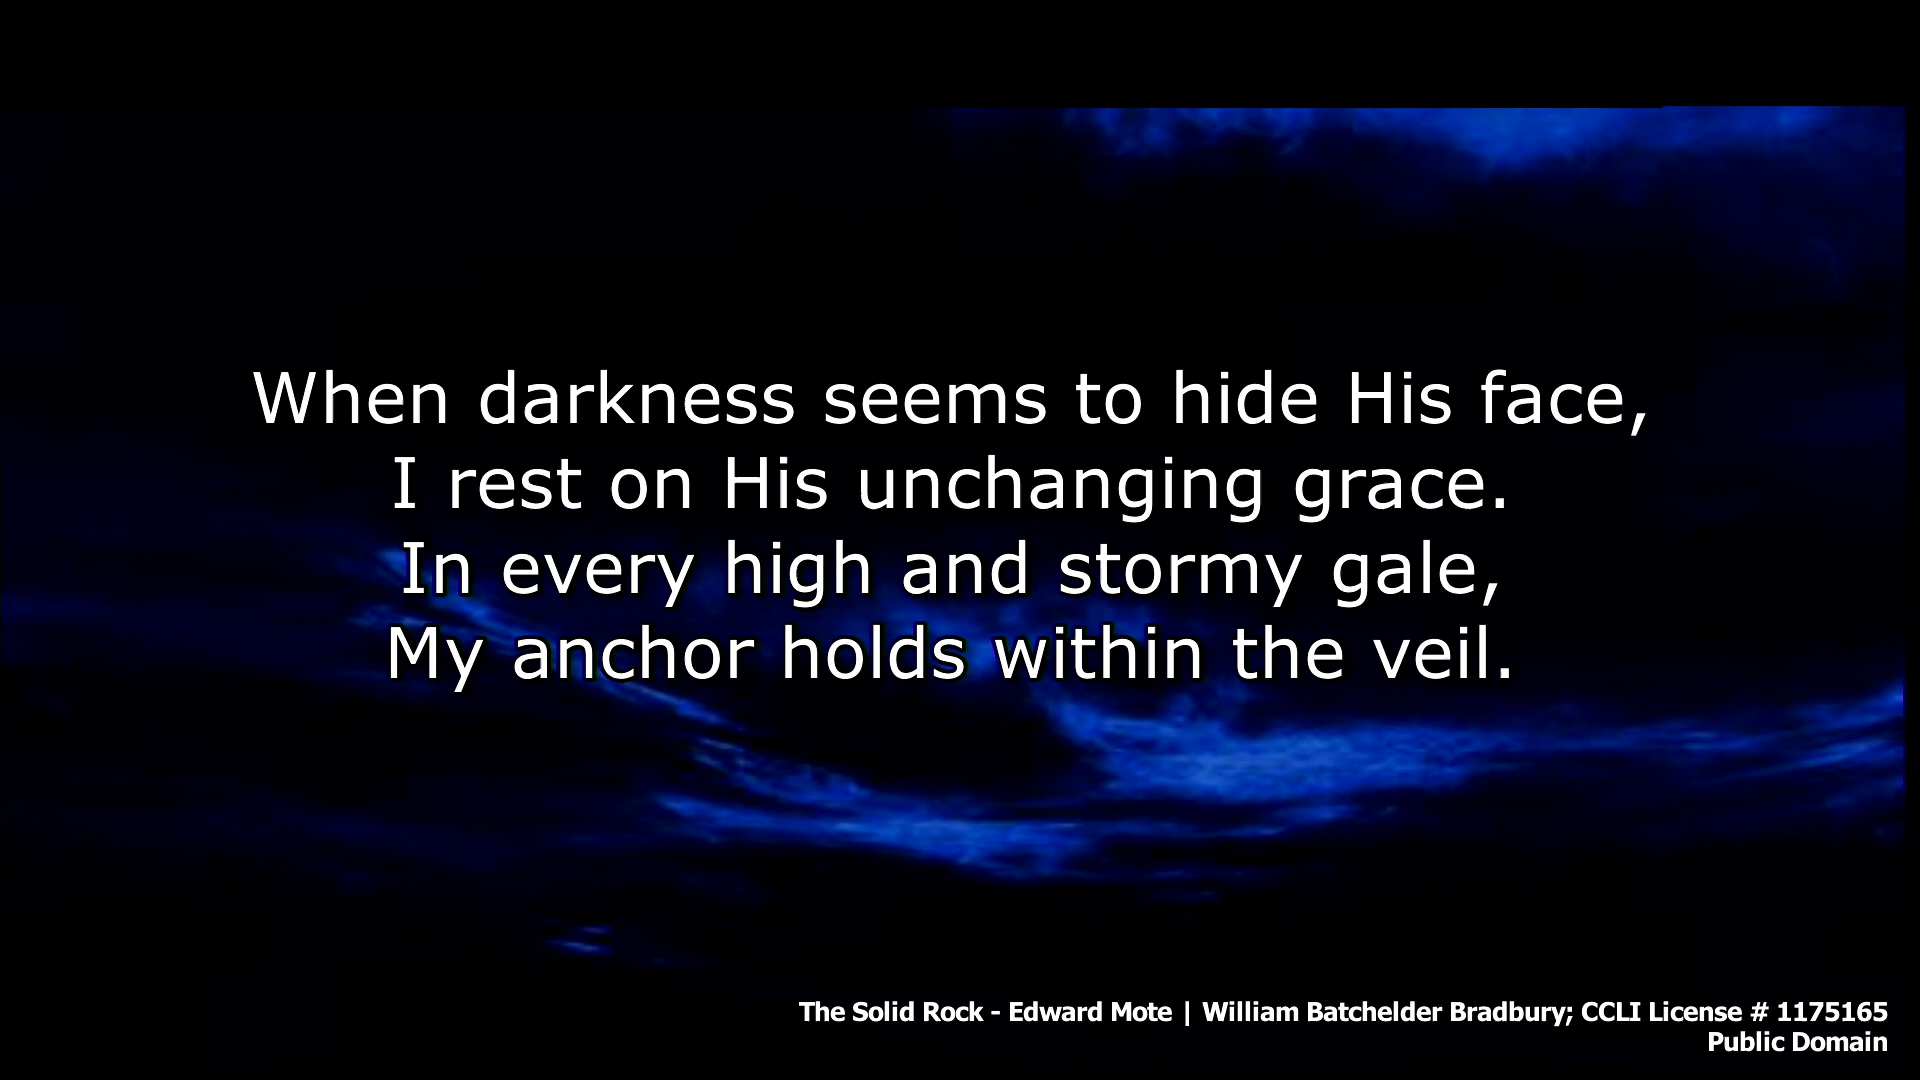 When darkness seems to hide His face,
I rest on His unchanging grace.
In every high and stormy gale,
My anchor holds within the veil.
The Solid Rock - Edward Mote | William Batchelder Bradbury; CCLI License # 1175165
Public Domain